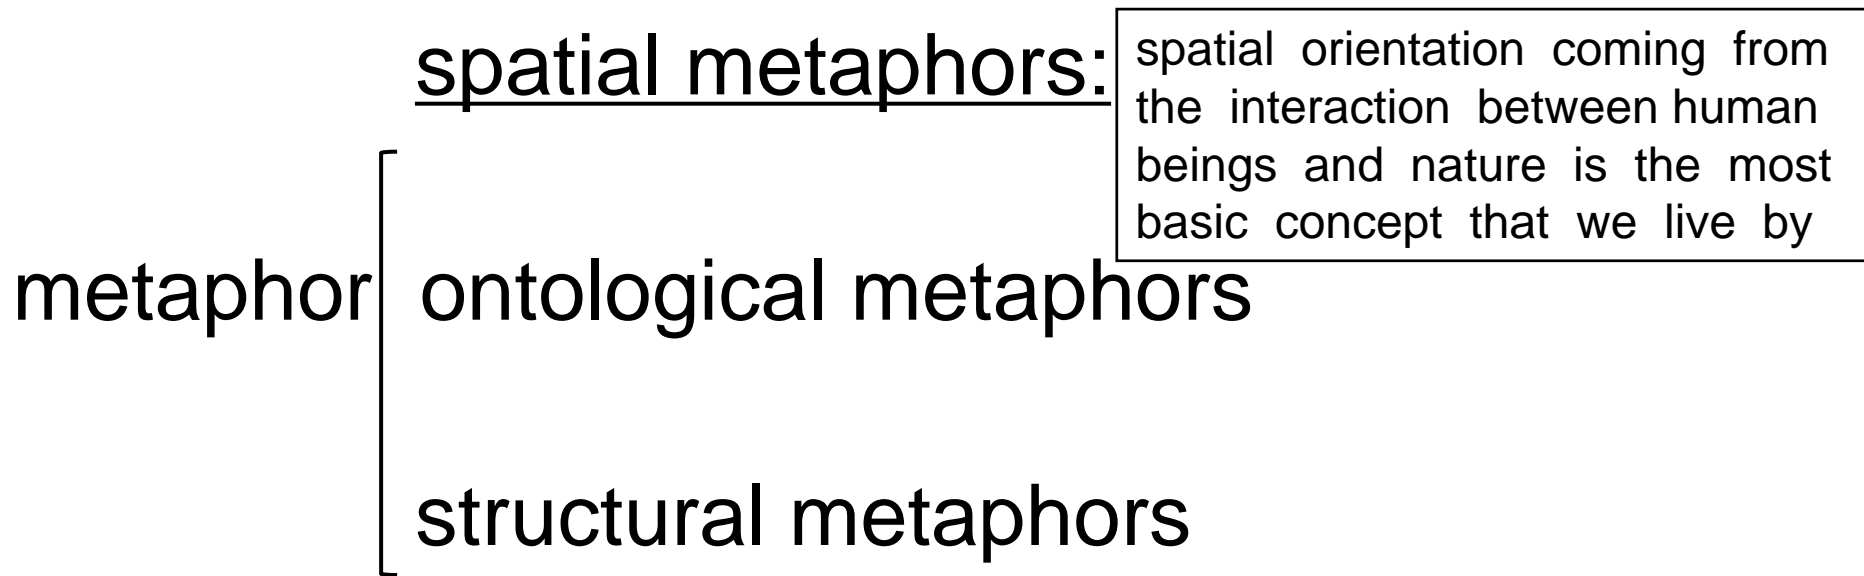 spatial metaphors:
spatial orientation coming from
the interaction between human
beings and nature is the most
basic concept that we live by
metaphor
ontological metaphors
structural metaphors